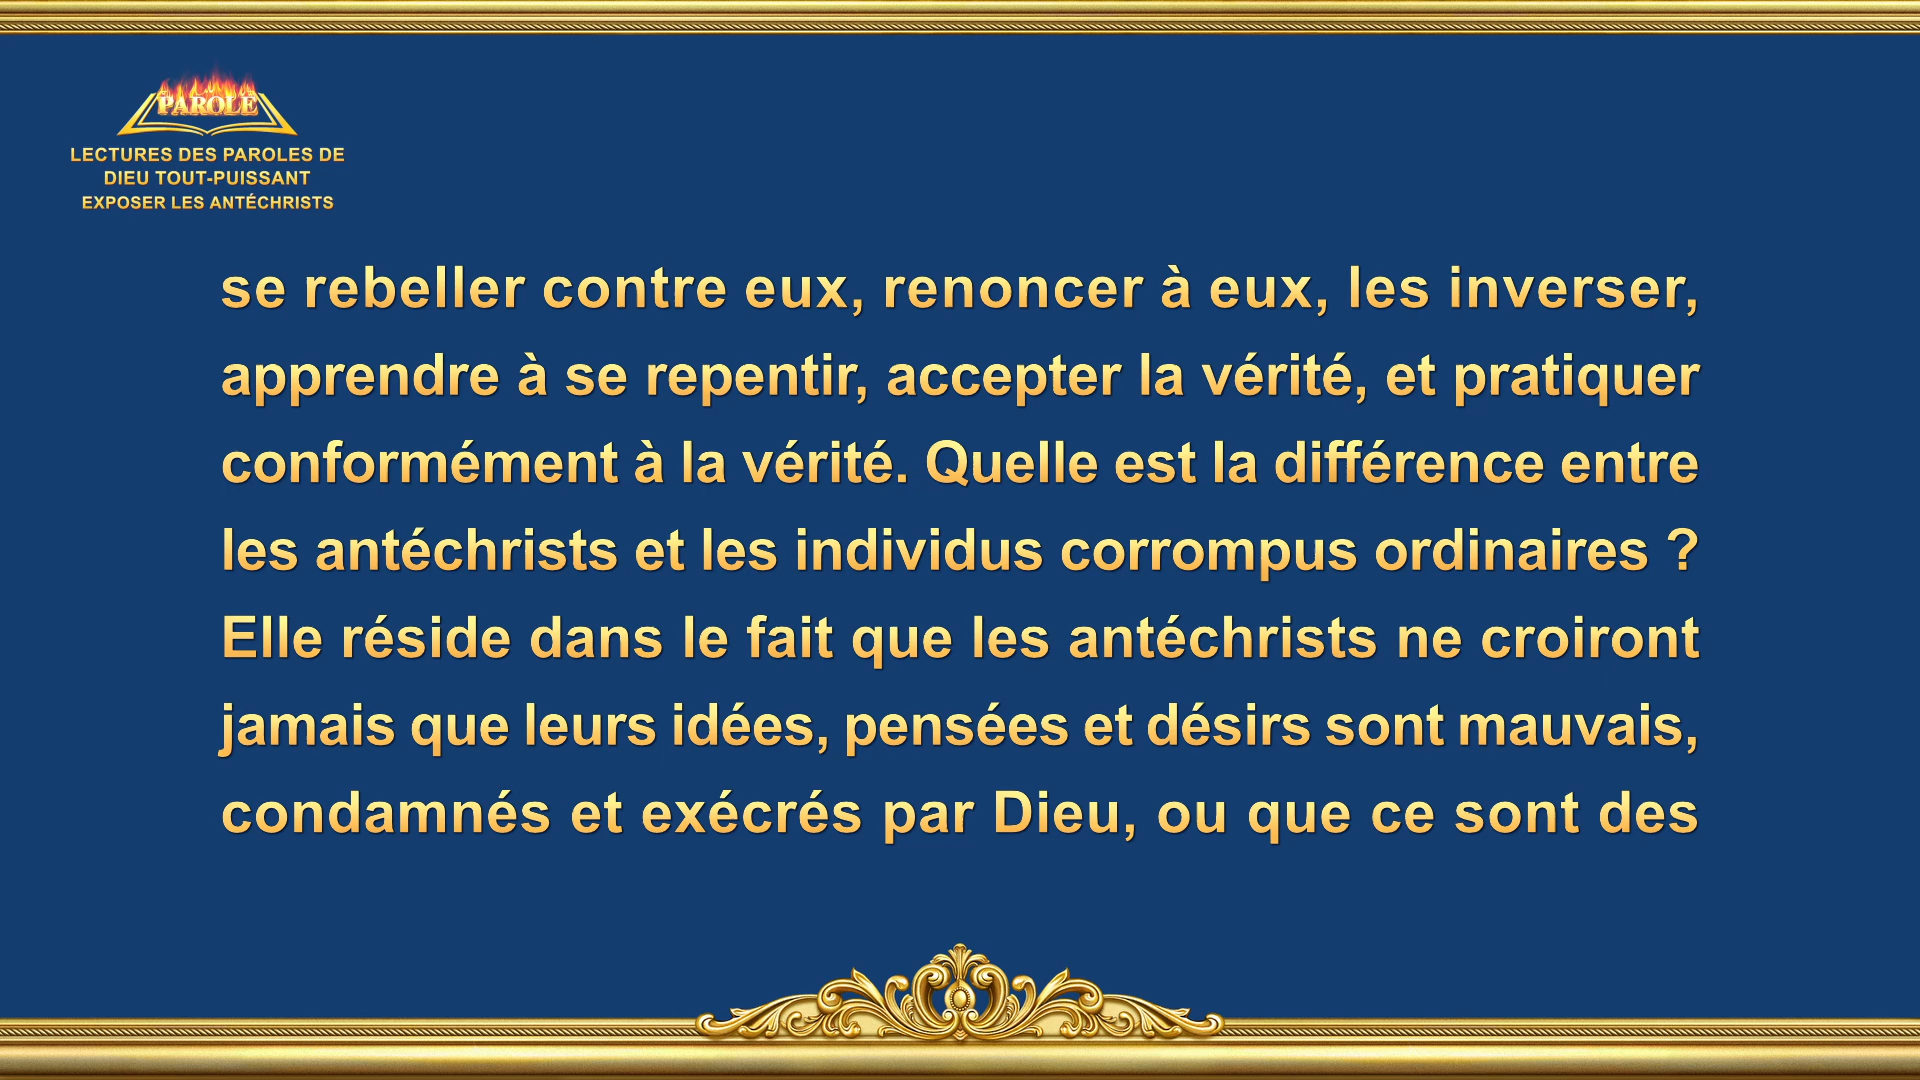 PAROLE
LECTURES DES PAROLES DE
DIEU TOUT-PUISSANT
EXPOSER LES ANTÉCHRISTS
se rebeller contre eux, renoncer à eux, les inverser,
apprendre à se repentir, accepter la vérité, et pratiquer
conformément à la vérité. Quelle est la différence entre
les antéchrists et les individus corrompus ordinaires ?
Elle réside dans le fait que les antéchrists ne croiront
jamais que leurs idées, pensées et désirs sont mauvais,
condamnés et exécrés par Dieu, ou que ce sont des